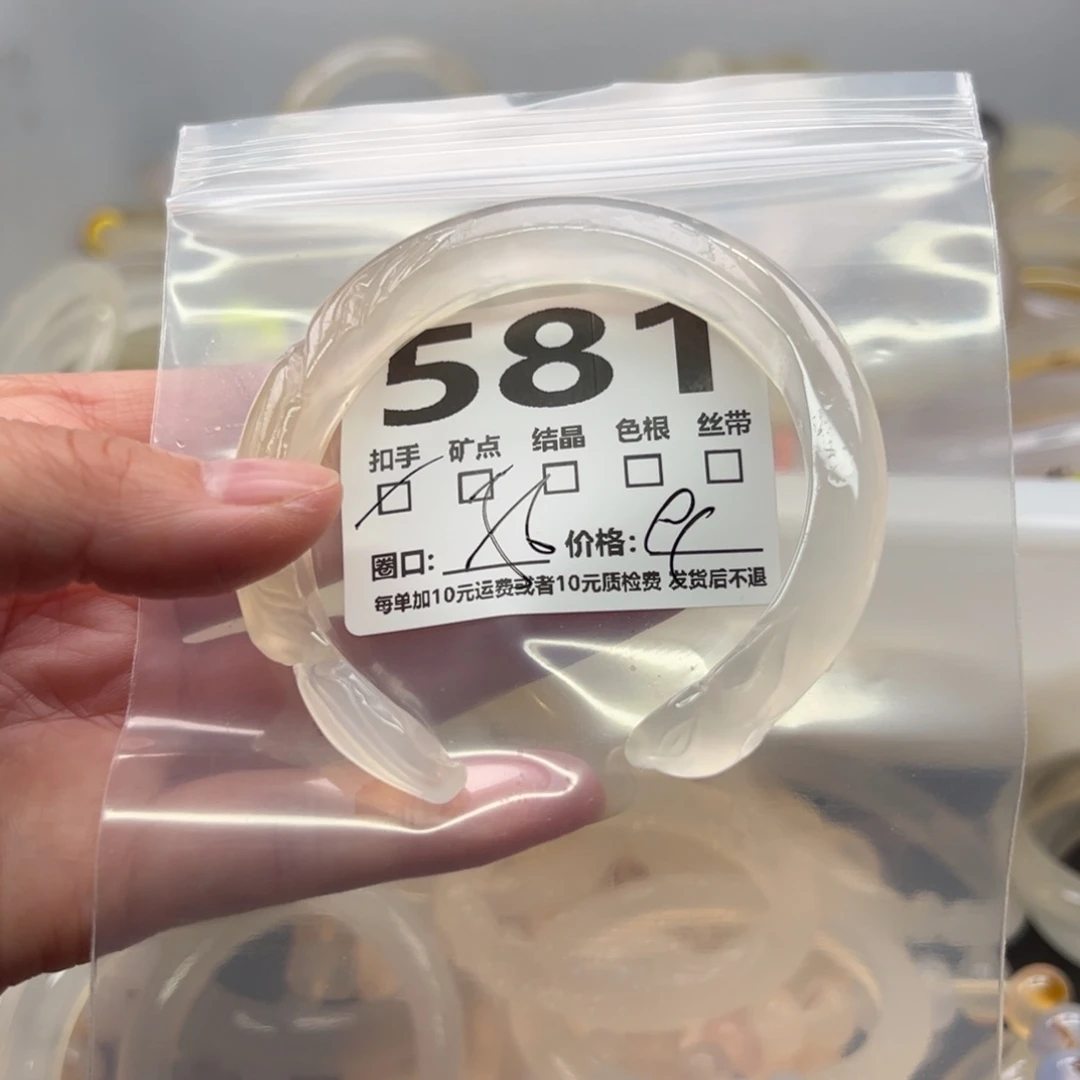 581
扣手 矿点 结晶 色根 丝带
圈口: 价格:
每单加10元运费或者10元质检费 发货后不退